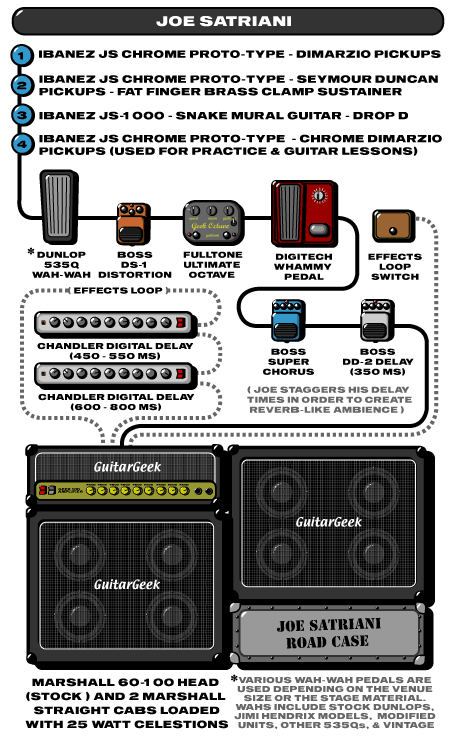 JOE SATRIANI
1 IBANEZ JS CHROME PROTO-TYPE - DIMARZIO PICKUPS
2 IBANEZ JS CHROME PROTO-TYPE - SEYMOUR DUNCAN
PICKUPS - FAT FINGER BRASS CLAMP SUSTAINER
3 IBANEZ JS-1000 - SNAKE MURAL GUITAR - DROP D
4 IBANEZ JS CHROME PROTO-TYPE - CHROME DIMARZIO
PICKUPS (USED FOR PRACTICE & GUITAR LESSONS)
Geek Octave
*DUNLOP
535Q
WAH-WAH
BOSS
DS-1
DISTORTION
FULLTONE
ULTIMATE
OCTAVE
DIGITECH
WHAMMY
PEDAL
EFFECTS
LOOP
SWITCH
EFFECTS LOOP
CHANDLER DIGITAL DELAY
(450 - 550 MS)
CHANDLER DIGITAL DELAY
(600 - 800 MS)
BOSS
SUPER
CHORUS
BOSS
DD-2 DELAY
(350 MS)
( JOE STAGGERS HIS DELAY
TIMES IN ORDER TO CREATE
REVERB-LIKE AMBIENCE )
GuitarGeek
GuitarGeek
GuitarGeek
JOE SATRIANI
ROAD CASE
MARSHALL 60-100 HEAD
(STOCK ) AND 2 MARSHALL
STRAIGHT CABS LOADED
WITH 25 WATT CELESTIONS
*VARIOUS WAH-WAH PEDALS ARE
USED DEPENDING ON THE VENUE
SIZE OR THE STAGE MATERIAL.
WAHS INCLUDE STOCK DUNLOPS,
JIMI HENDRIX MODELS, MODIFIED
UNITS, OTHER 535Qs, & VINTAGE